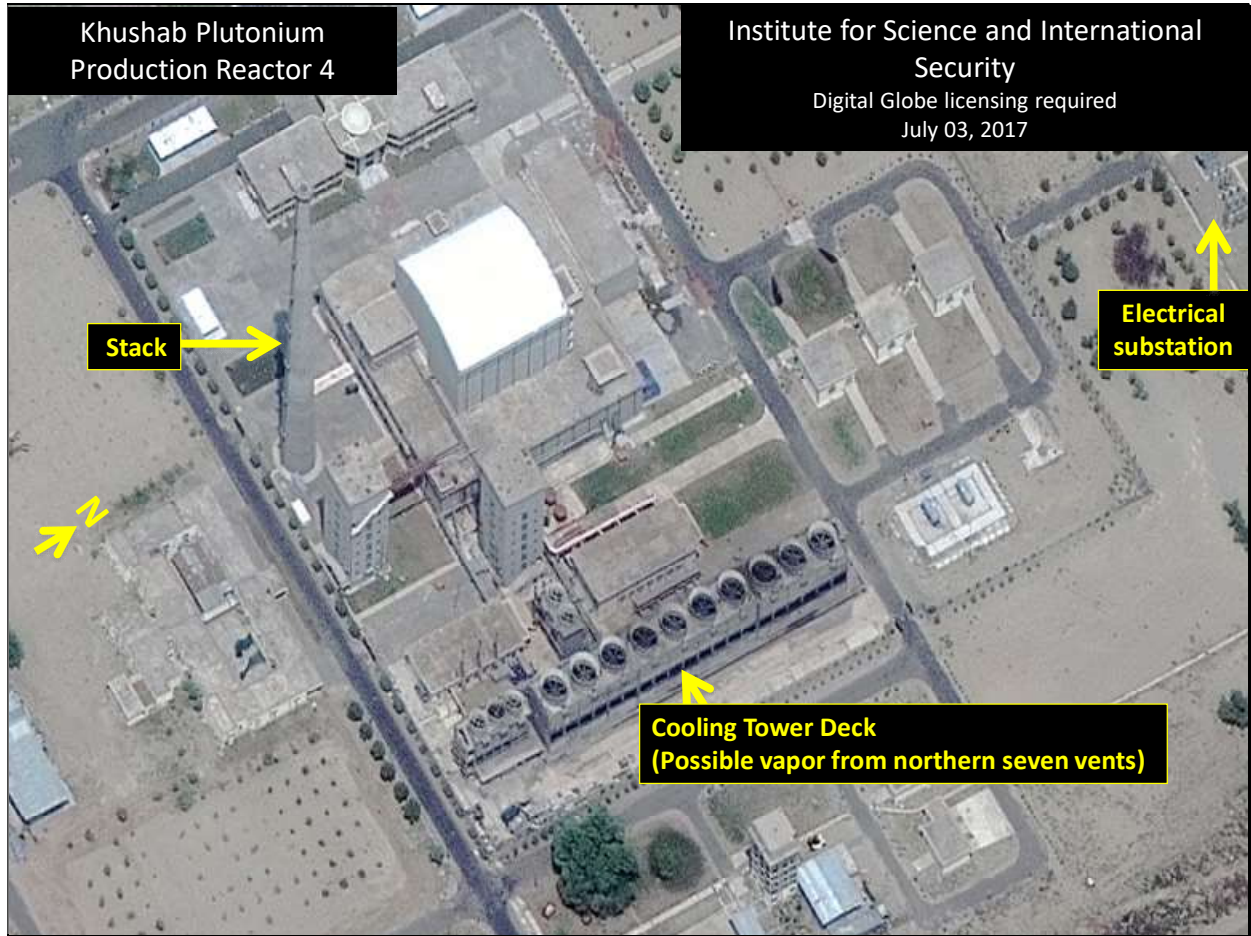 Khushab Plutonium
Production Reactor 4
Institute for Science and International
Security
Digital Globe licensing required
July 03, 2017
Stack
Electrical
substation
N
Cooling Tower Deck
(Possible vapor from northern seven vents)